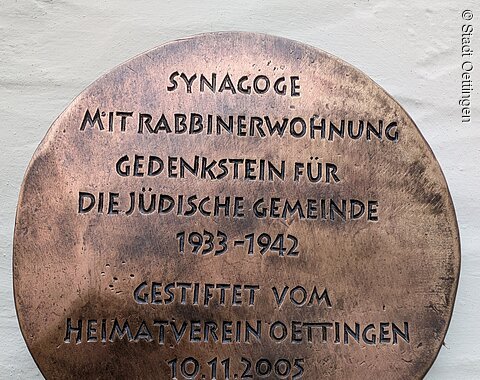 SYNAGOGE
MIT RABBINERWOHNUNG
GEDENKSTEIN FÜR
DIE JÜDISCHE GEMEINDE
1933-1942
GESTIFTET VOM
HEIMATVEREIN OETTINGEN
10.11.2005
© Stadt Oettingen